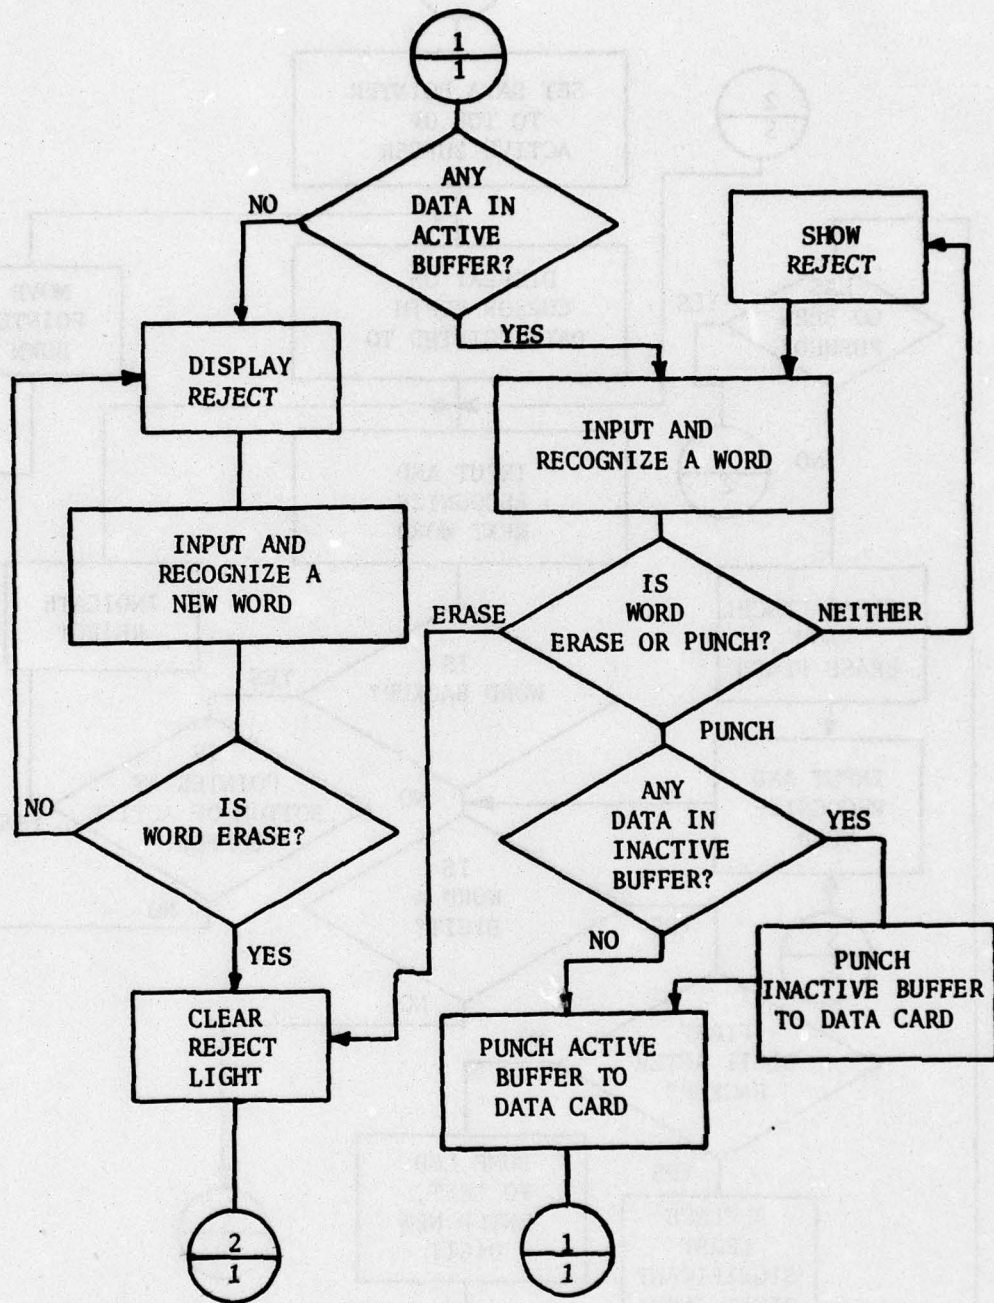 1
1
ANY
DATA IN
ACTIVE
BUFFER?
NO
YES
SHOW
REJECT
DISPLAY
REJECT
INPUT AND
RECOGNIZE A WORD
INPUT AND
RECOGNIZE A
NEW WORD
IS
WORD
ERASE OR PUNCH?
ERASE
NEITHER
PUNCH
IS
WORD ERASE?
NO
YES
ANY
DATA IN
INACTIVE
BUFFER?
YES
NO
PUNCH
INACTIVE BUFFER
TO DATA CARD
CLEAR
REJECT
LIGHT
PUNCH ACTIVE
BUFFER TO
DATA CARD
2
1
1
1